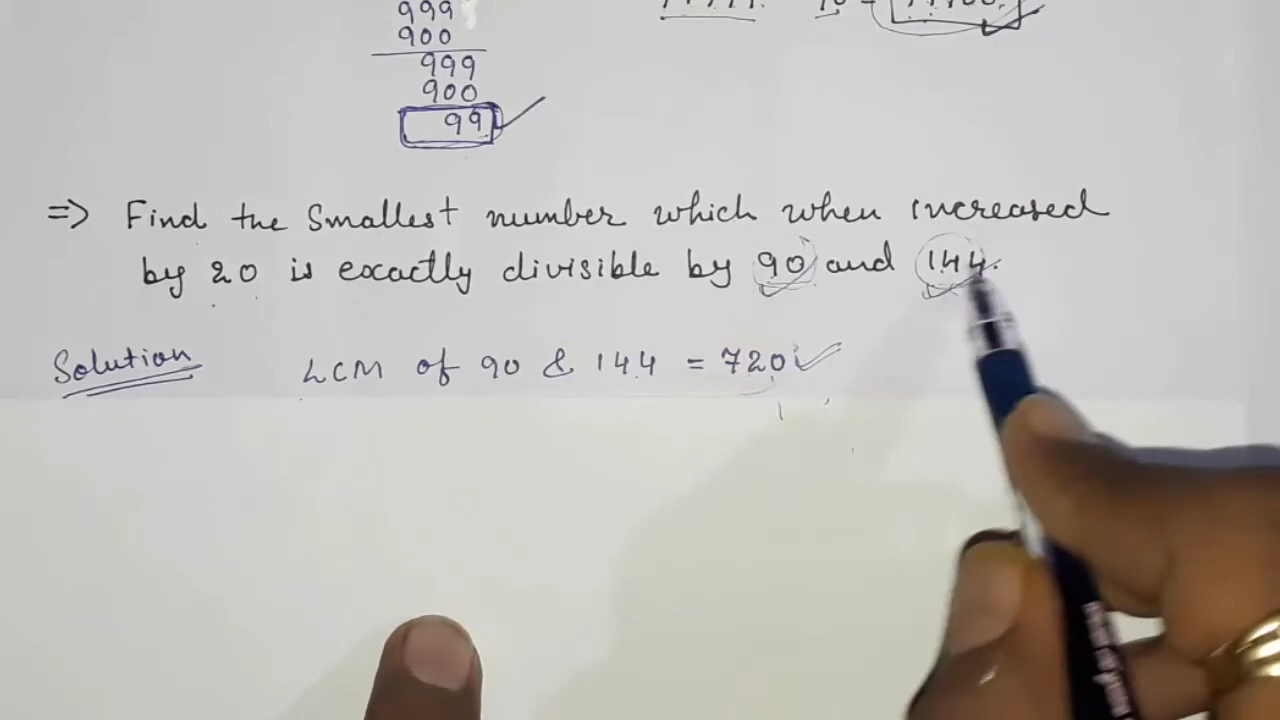 999
900
999
900
99
=> Find the Smallest number which when increased
by 20 is exactly divisible by 90 and 144.
Solution LCM of 90 & 144 = 720